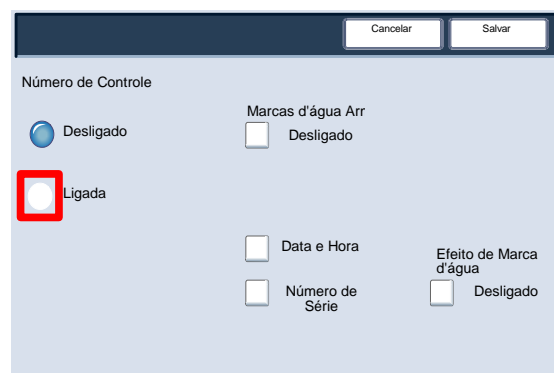 Cancelar
Salvar
Número de Controle
Marcas d'água Arr
Desligado
Desligado
Ligada
Data e Hora
Efeito de Marca
d'água
Número de
Série
Desligado